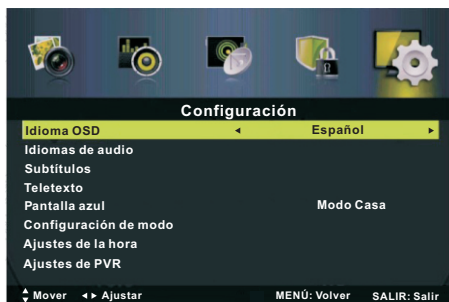 Configuración
Idioma OSD Español
Idiomas de audio
Subtítulos
Teletexto
Pantalla azul Modo Casa
Configuración de modo
Ajustes de la hora
Ajustes de PVR
Mover Ajustar MENÚ: Volver SALIR: Salir